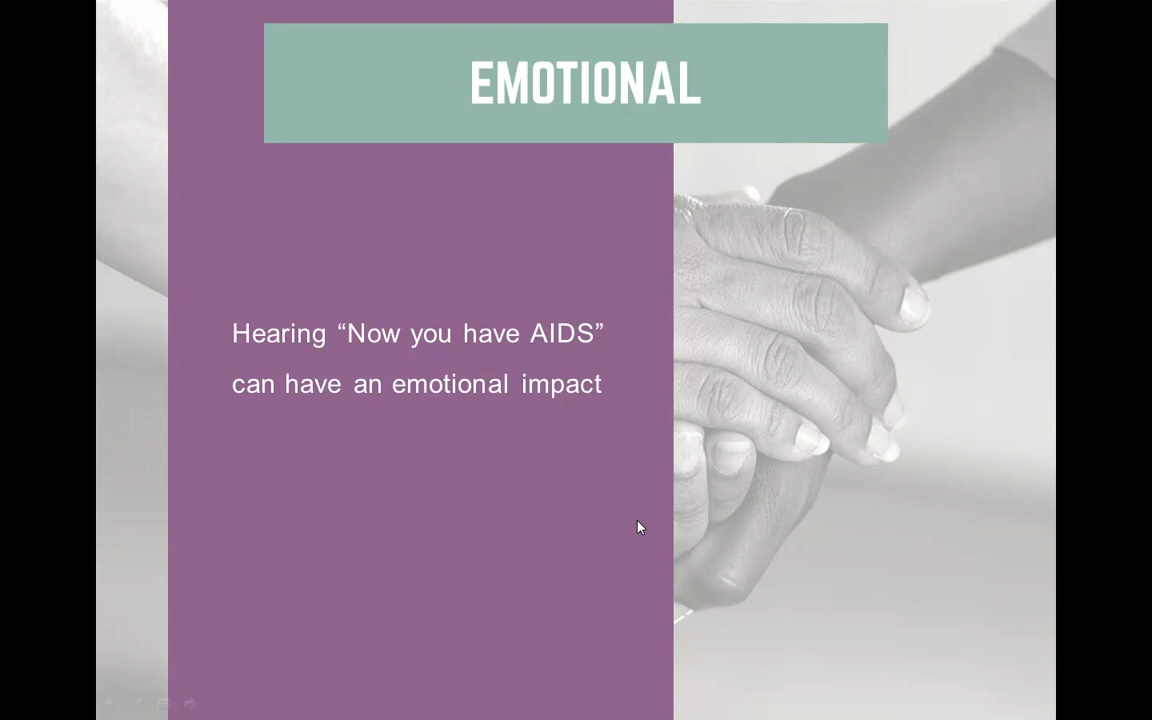 EMOTIONAL
Hearing “Now you have AIDS”
can have an emotional impact